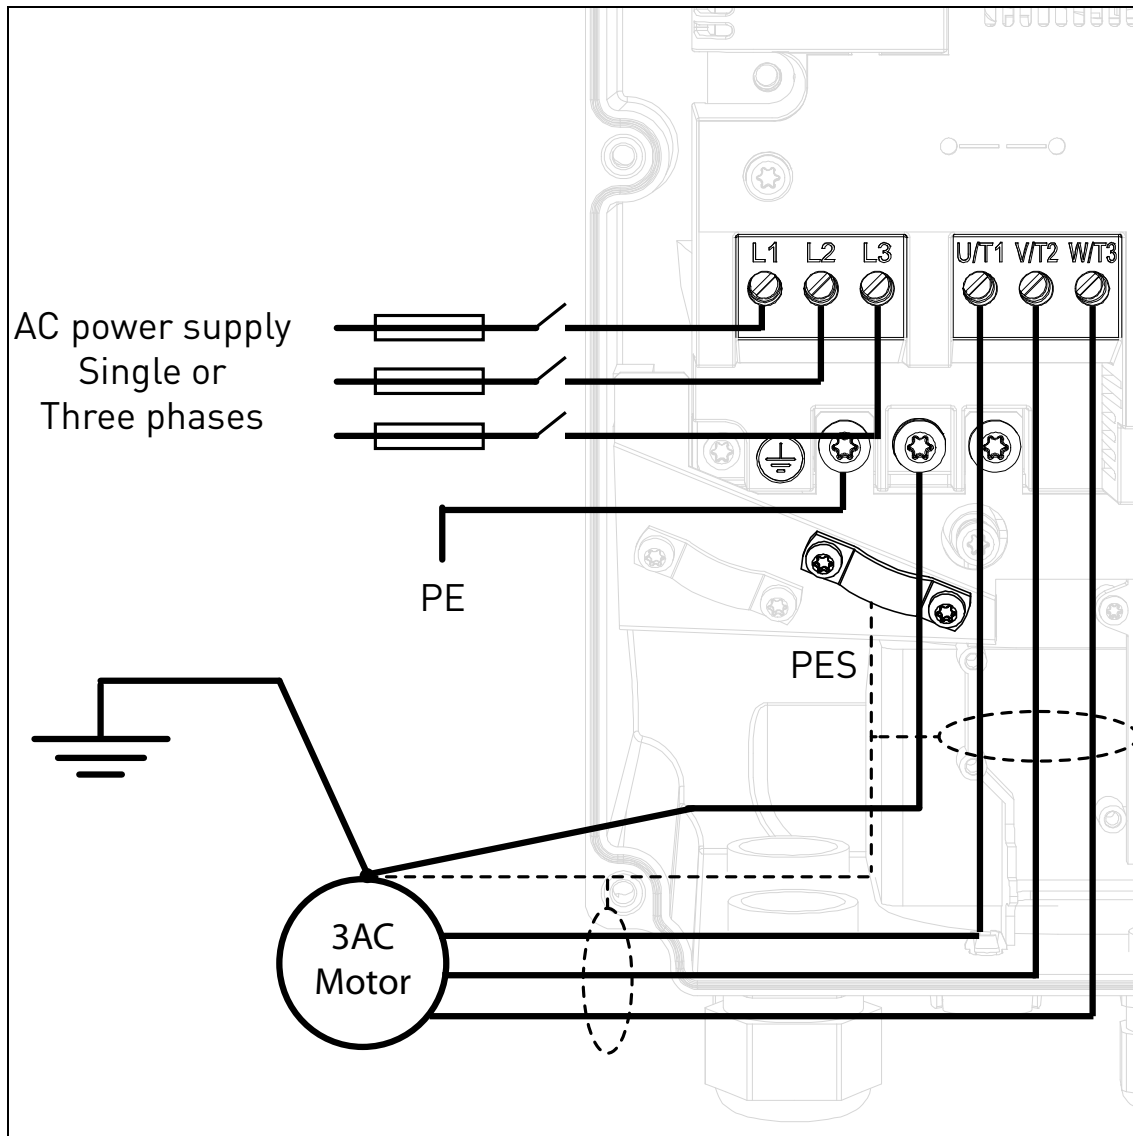 L1 L2 L3 U/T1 V/T2 W/T3
AC power supply
Single or
Three phases
PE
PES
3AC
Motor